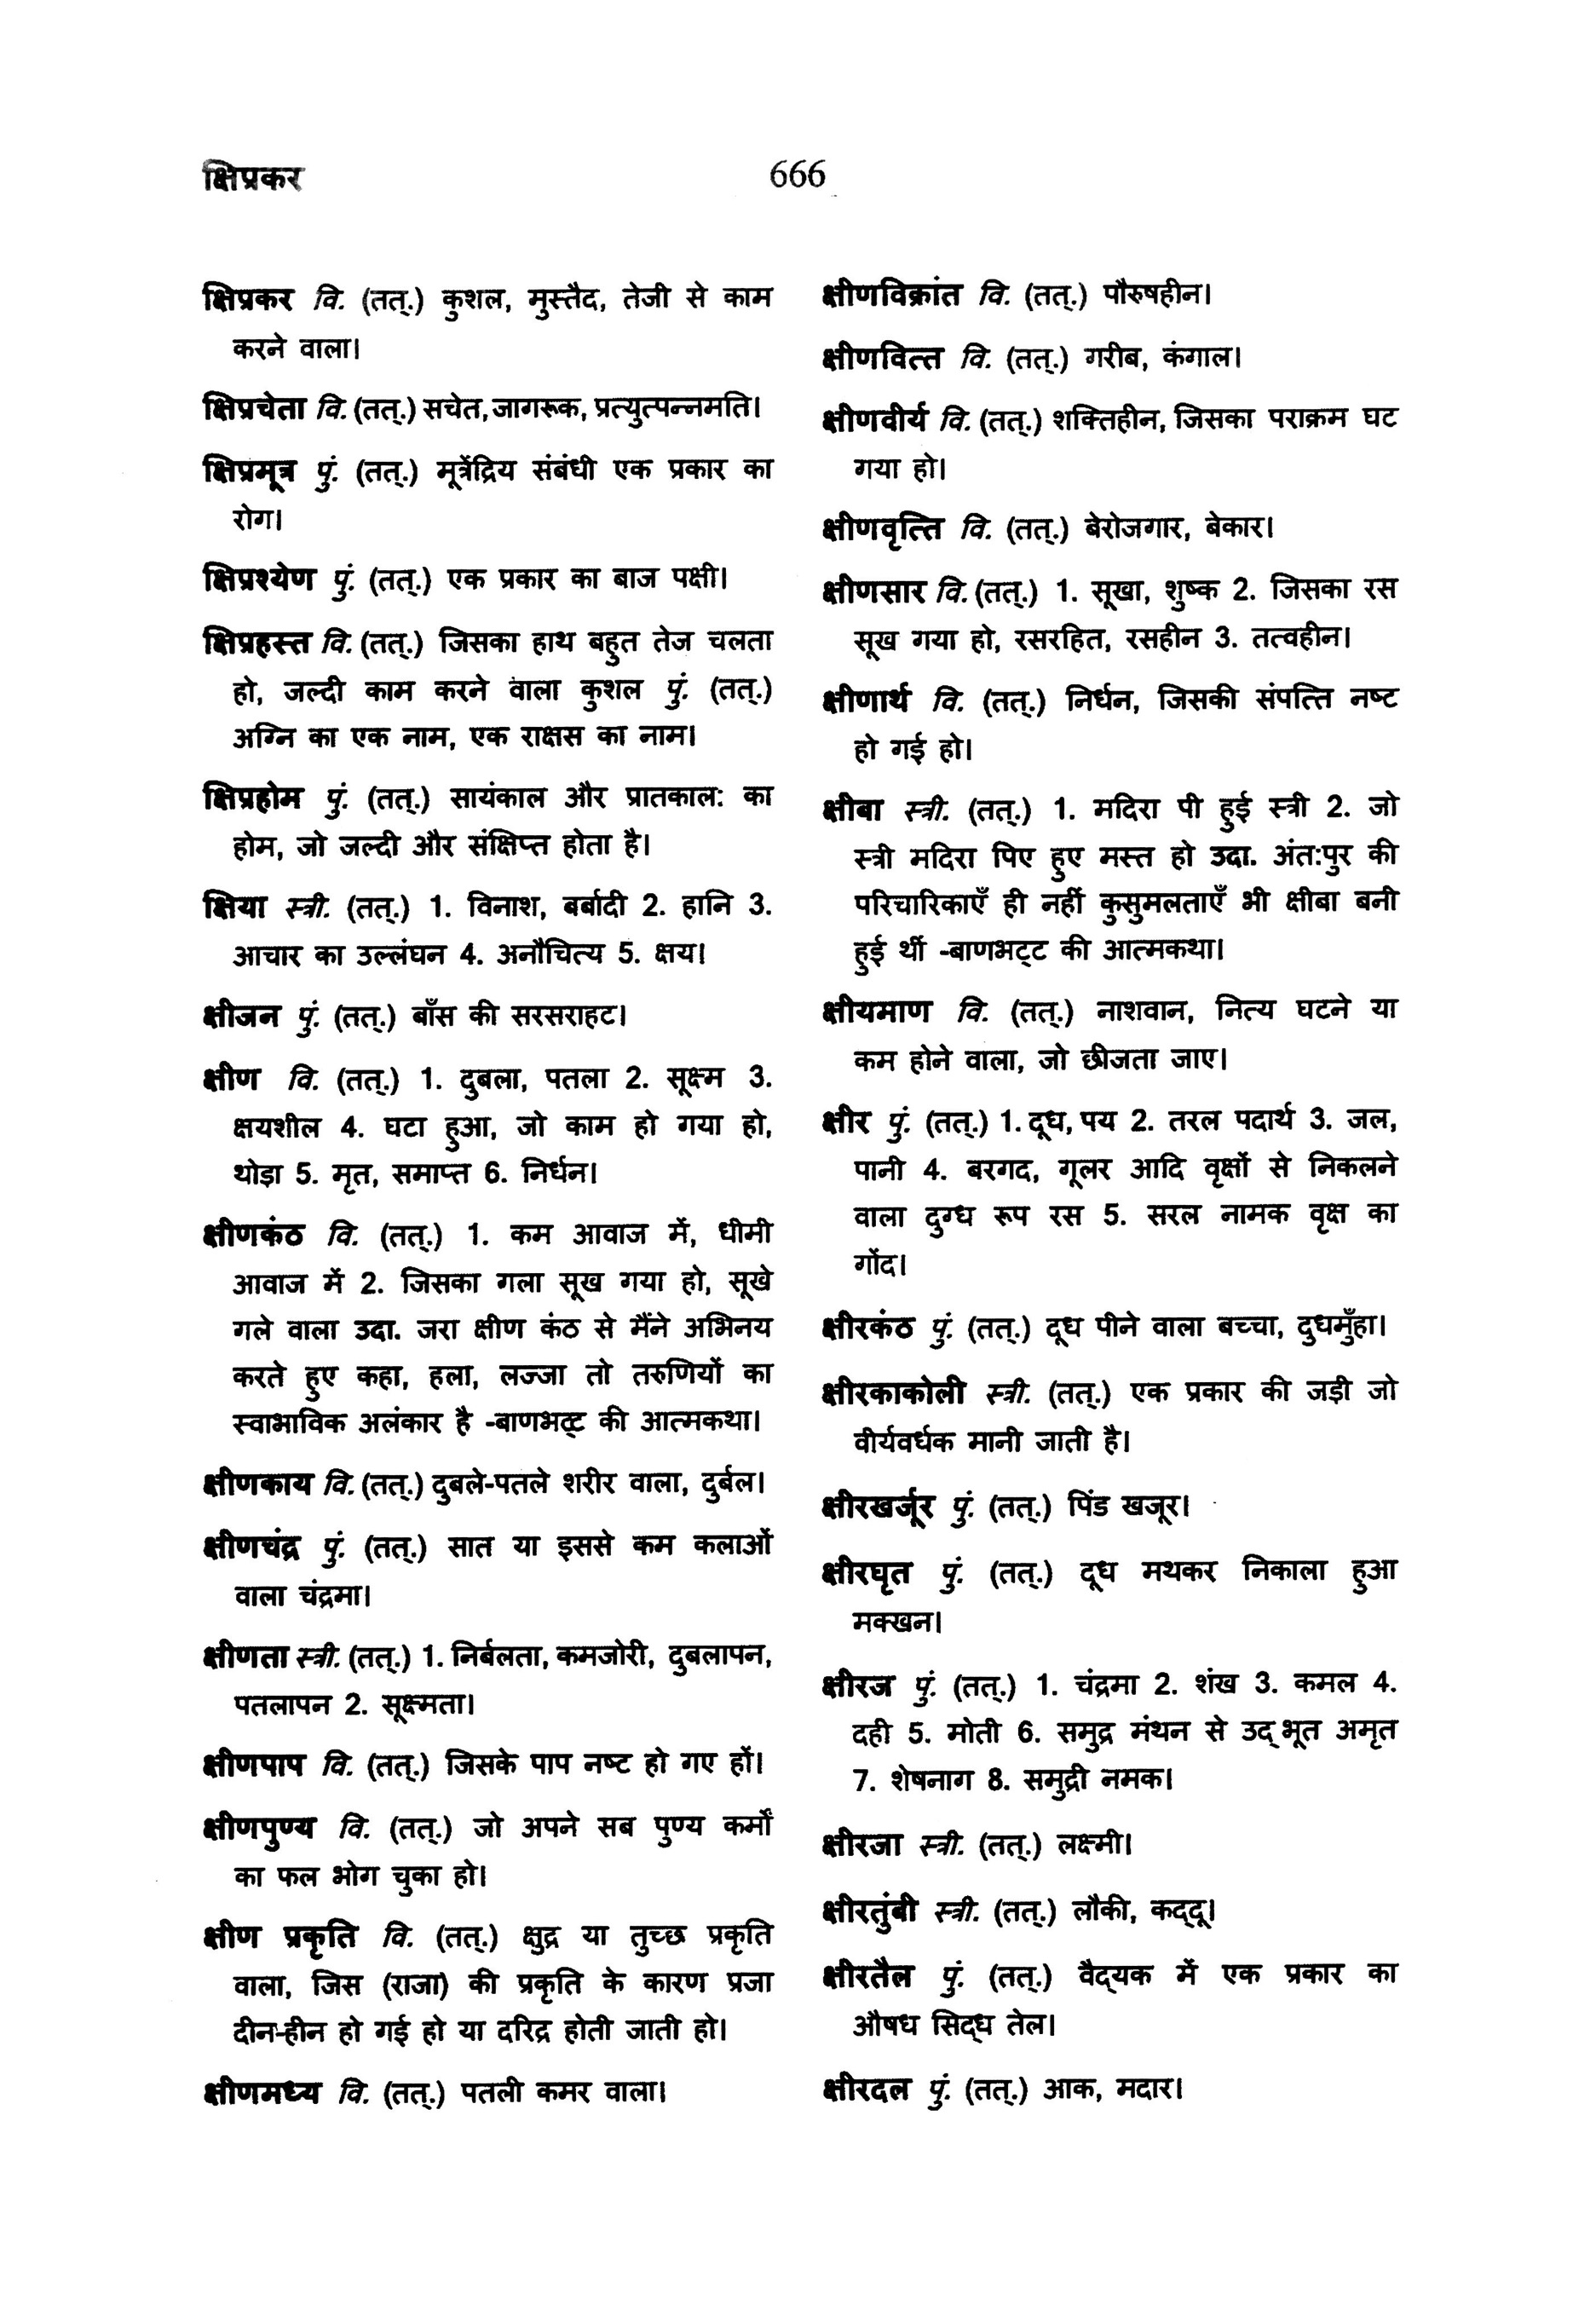 क्षिप्रकर
666
क्षिप्रकर वि. (तत्.) कुशल, मुस्तैद, तेजी से काम
करने वाला।
क्षिप्रचेता वि. (तत्.) सचेत, जागरूक, प्रत्युत्पन्नमति।
क्षिप्रमूत्र पुं. (तत्.) मूत्रेंद्रिय संबंधी एक प्रकार का
रोग।
क्षिप्रश्येण पुं. (तत्.) एक प्रकार का बाज पक्षी।
क्षिप्रहस्त वि. (तत्.) जिसका हाथ बहुत तेज चलता
हो, जल्दी काम करने वाला कुशल पुं. (तत्.)
अग्नि का एक नाम, एक राक्षस का नाम।
क्षिप्रहोम पुं. (तत्.) सायंकाल और प्रातकाल: का
होम, जो जल्दी और संक्षिप्त होता है।
क्षिया स्त्री. (तत्.) 1. विनाश, बर्बादी 2. हानि 3.
आचार का उल्लंघन 4. अनौचित्य 5. क्षय।
क्षीजन पुं. (तत्.) बाँस की सरसराहट।
क्षीण वि. (तत्.) 1. दुबला, पतला 2. सूक्ष्म 3.
क्षयशील 4. घटा हुआ, जो काम हो गया हो,
थोड़ा 5. मृत, समाप्त 6. निर्धन।
क्षीणकंठ वि. (तत्.) 1. कम आवाज में, धीमी
आवाज में 2. जिसका गला सूख गया हो, सूखे
गले वाला उदा. जरा क्षीण कंठ से मैंने अभिनय
करते हुए कहा, हला, लज्जा तो तरुणियों का
स्वाभाविक अलंकार है -बाणभट्ट की आत्मकथा।
क्षीणकाय वि. (तत्.) दुबले-पतले शरीर वाला, दुर्बल।
क्षीणचंद्र पुं. (तत्.) सात या इससे कम कलाओं
वाला चंद्रमा।
क्षीणता स्त्री. (तत्.) 1. निर्बलता, कमजोरी, दुबलापन,
पतलापन 2. सूक्ष्मता।
क्षीणपाप वि. (तत्.) जिसके पाप नष्ट हो गए हों।
क्षीणपुण्य वि. (तत्.) जो अपने सब पुण्य कर्मों
का फल भोग चुका हो।
क्षीण प्रकृति वि. (तत्.) क्षुद्र या तुच्छ प्रकृति
वाला, जिस (राजा) की प्रकृति के कारण प्रजा
दीन-हीन हो गई हो या दरिद्र होती जाती हो।
क्षीणमध्य वि. (तत्.) पतली कमर वाला।
क्षीणविक्रांत वि. (तत्.) पौरुषहीन।
क्षीणवित्त वि. (तत्.) गरीब, कंगाल।
क्षीणवीर्य वि. (तत्.) शक्तिहीन, जिसका पराक्रम घट
गया हो।
क्षीणवृत्ति वि. (तत्.) बेरोजगार, बेकार।
क्षीणसार वि. (तत्.) 1. सूखा, शुष्क 2. जिसका रस
सूख गया हो, रसरहित, रसहीन 3. तत्वहीन।
क्षीणार्थ वि. (तत्.) निर्धन, जिसकी संपत्ति नष्ट
हो गई हो।
क्षीबा स्त्री. (तत्.) 1. मदिरा पी हुई स्त्री 2. जो
स्त्री मदिरा पिए हुए मस्त हो उदा. अंत:पुर की
परिचारिकाएँ ही नहीं कुसुमलताएँ भी क्षीबा बनी
हुई थीं -बाणभट्ट की आत्मकथा।
क्षीयमाण वि. (तत्.) नाशवान, नित्य घटने या
कम होने वाला, जो छीजता जाए।
क्षीर पुं. (तत्.) 1. दूध, पय 2. तरल पदार्थ 3. जल,
पानी 4. बरगद, गूलर आदि वृक्षों से निकलने
वाला दुग्ध रूप रस 5. सरल नामक वृक्ष का
गोंद।
क्षीरकंठ पुं. (तत्.) दूध पीने वाला बच्चा, दुधमुँहा।
क्षीरकाकोली स्त्री. (तत्.) एक प्रकार की जड़ी जो
वीर्यवर्धक मानी जाती है।
क्षीरखर्जूर पुं. (तत्.) पिंड खजूर।
क्षीरघृत पुं. (तत्.) दूध मथकर निकाला हुआ
मक्खन।
क्षीरज पुं. (तत्.) 1. चंद्रमा 2. शंख 3. कमल 4.
दही 5. मोती 6. समुद्र मंथन से उद्‌भूत अमृत
7. शेषनाग 8. समुद्री नमक।
क्षीरजा स्त्री. (तत्.) लक्ष्मी।
क्षीरतुंबी स्त्री. (तत्.) लौकी, कद्‌दू।
क्षीरतैल पुं. (तत्.) वैद्‌यक में एक प्रकार का
औषध सिद्‌ध तेल।
क्षीरदल पुं. (तत्.) आक, मदार।